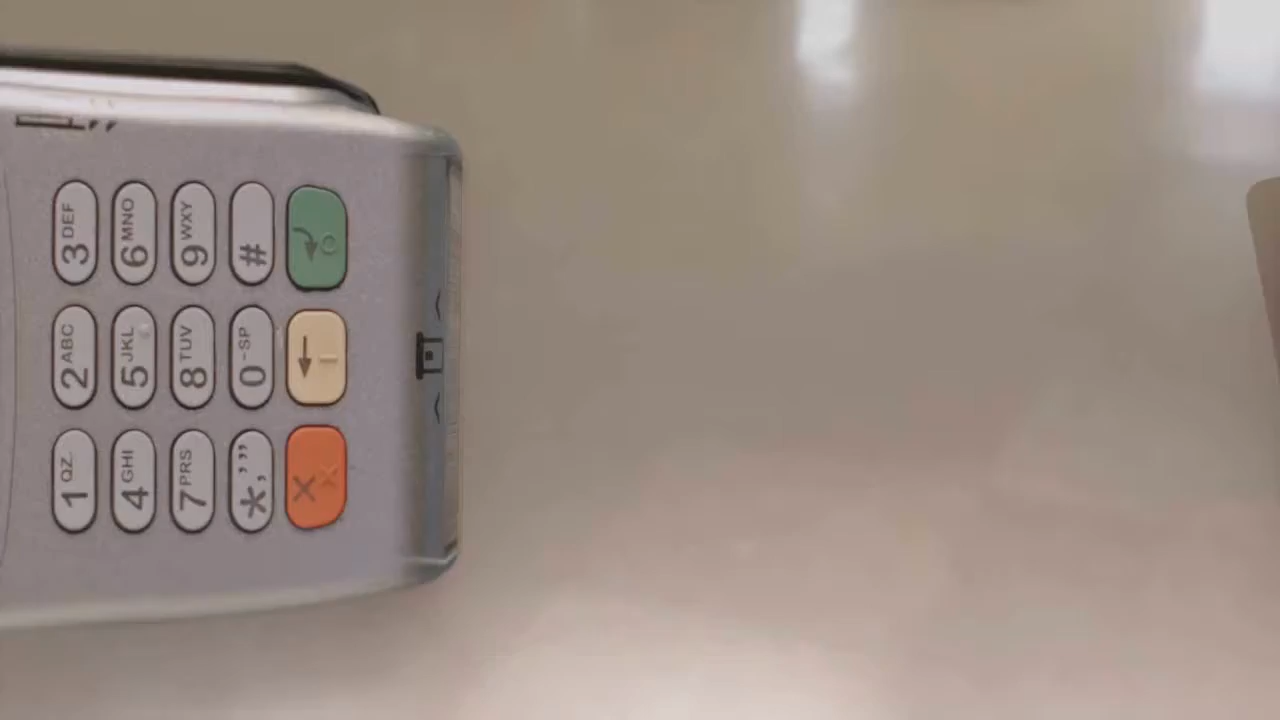 1 QZ.
2 ABC
3 DEF
4 GHI
5 JKL
6 MNO
7 PRS
8 TUV
9 WXY
*,'"
0 -SP
#